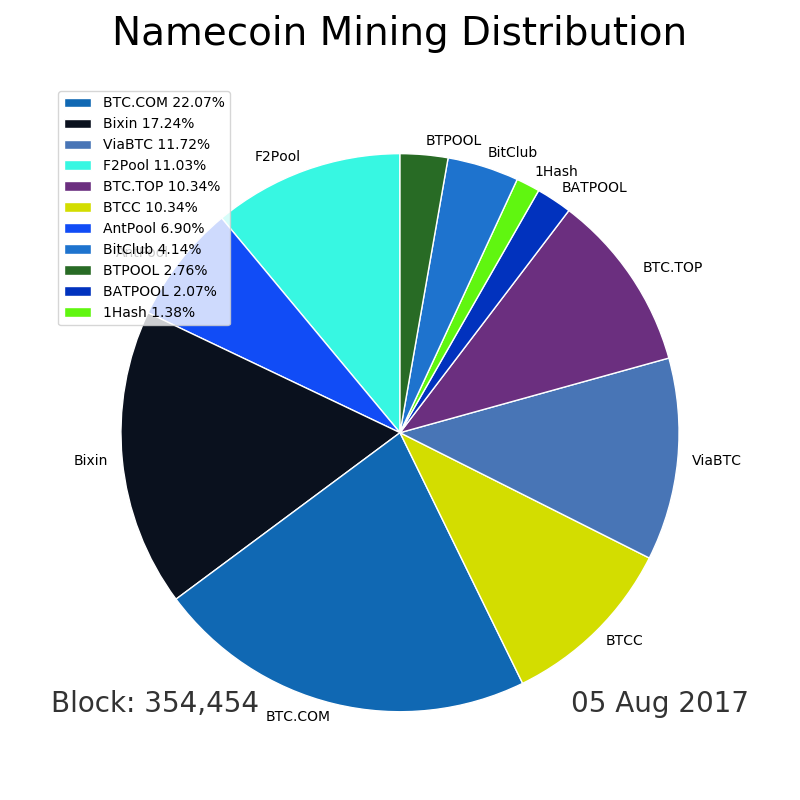 Namecoin Mining Distribution
BTC.COM 22.07%
Bixin 17.24%
ViaBTC 11.72%
F2Pool 11.03%
BTC.TOP 10.34%
BTCC 10.34%
AntPool 6.90%
BitClub 4.14%
BTPOOL 2.76%
BATPOOL 2.07%
1Hash 1.38%
F2Pool
BTPOOL
BitClub
1Hash
BATPOOL
AntPool
BTC.TOP
Bixin
ViaBTC
BTCC
BTC.COM
Block: 354,454
05 Aug 2017